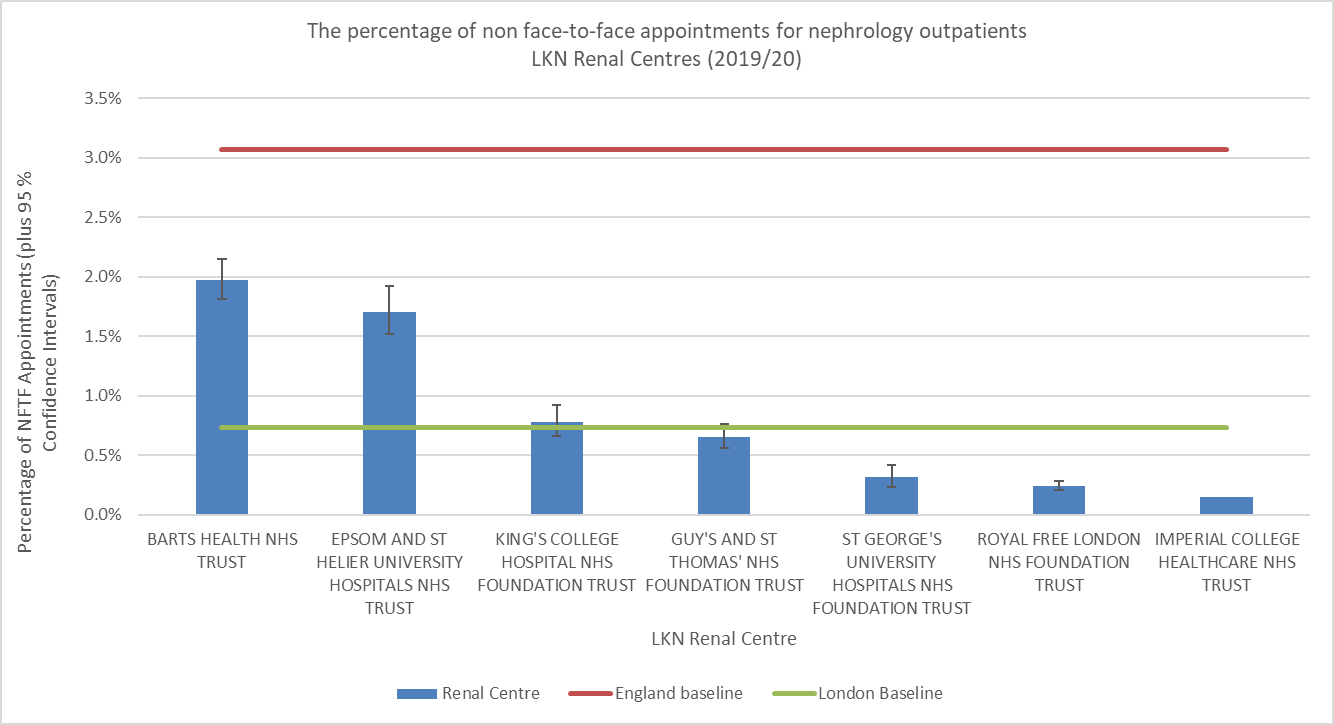 The percentage of non face-to-face appointments for nephrology outpatients
LKN Renal Centres (2019/20)
Percentage of NFTF Appointments (plus 95 %
Confidence Intervals)
3.5%
3.0%
2.5%
2.0%
1.5%
1.0%
0.5%
0.0%
BARTS HEALTH NHS
TRUST
EPSOM AND ST
HELIER UNIVERSITY
HOSPITALS NHS
TRUST
KING'S COLLEGE
HOSPITAL NHS
FOUNDATION TRUST
GUY'S AND ST
THOMAS' NHS
FOUNDATION TRUST
ST GEORGE'S
UNIVERSITY
HOSPITALS NHS
FOUNDATION TRUST
ROYAL FREE LONDON
NHS FOUNDATION
TRUST
IMPERIAL COLLEGE
HEALTHCARE NHS
TRUST
LKN Renal Centre
Renal Centre
England baseline
London Baseline